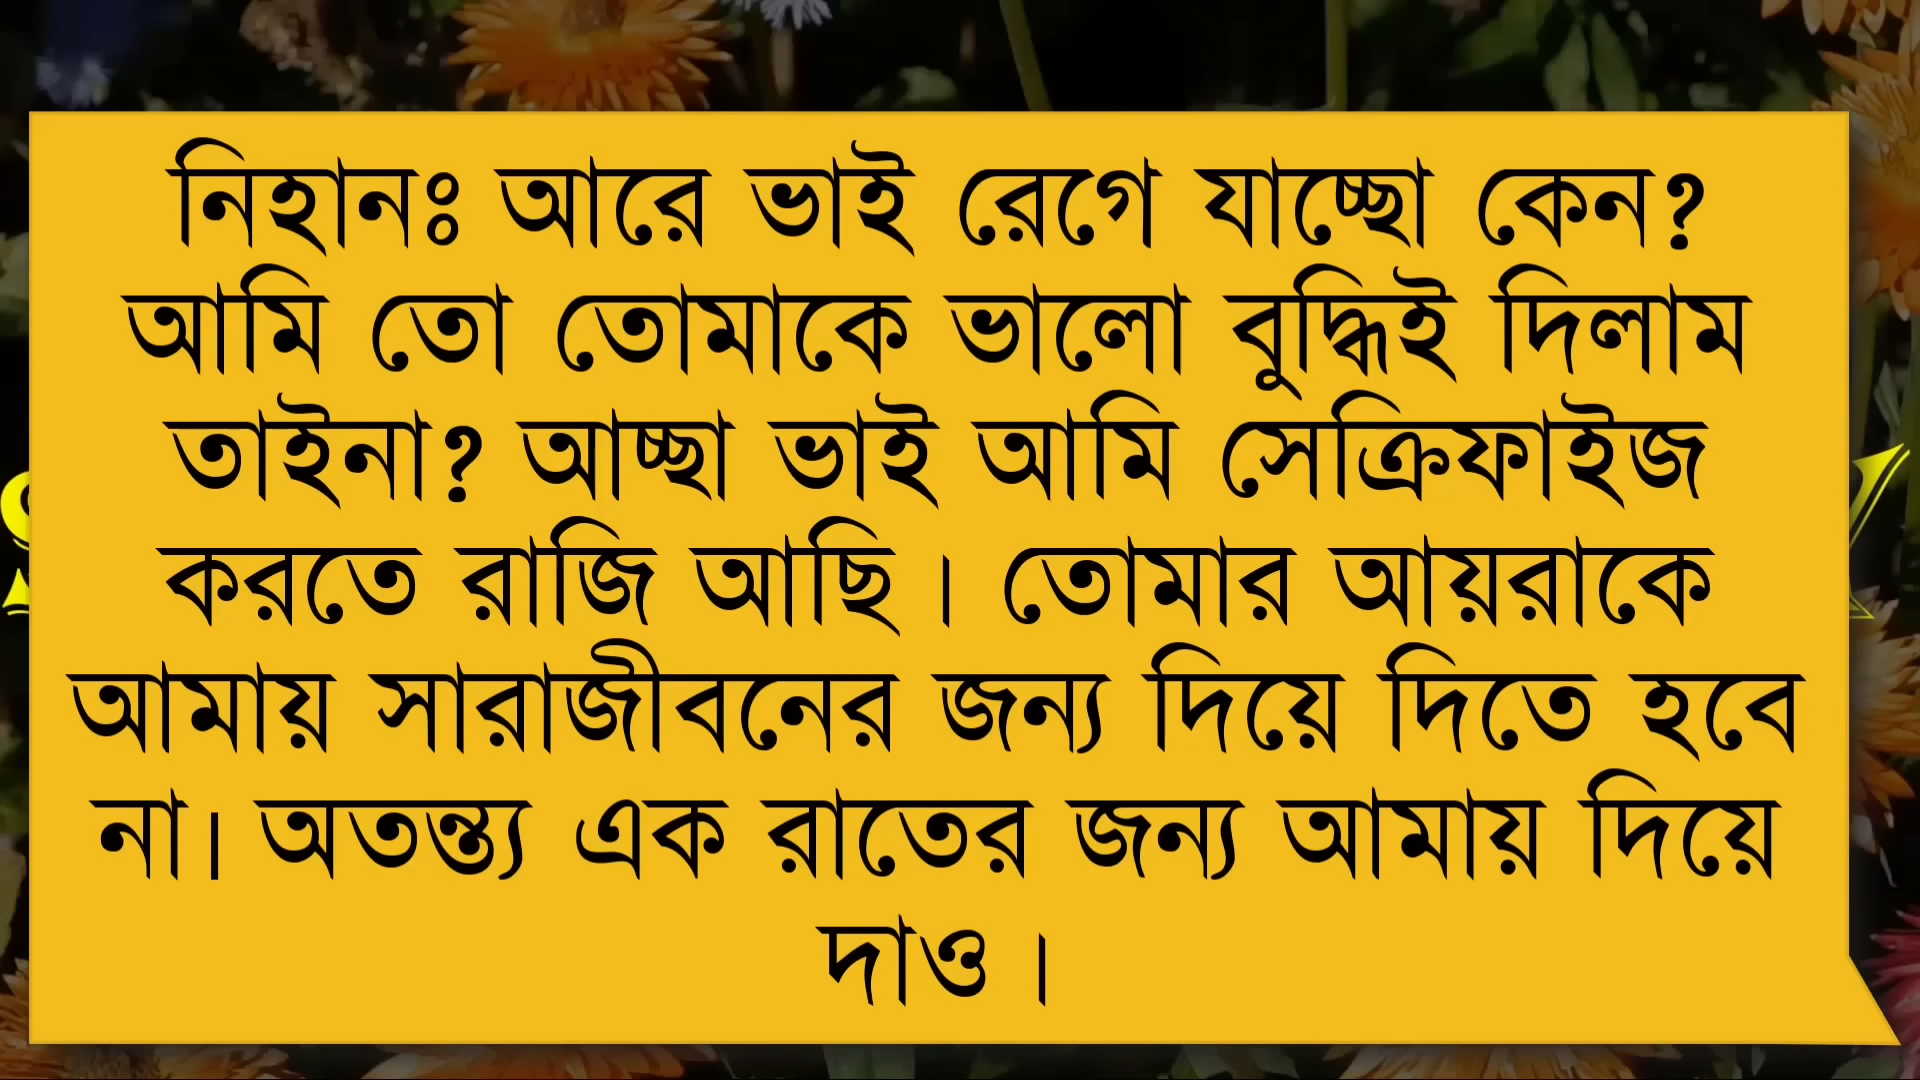 নিহানঃ আরে ভাই রেগে যাচ্ছো কেন?
আমি তো তোমাকে ভালো বুদ্ধিই দিলাম
তাইনা? আচ্ছা ভাই আমি সেক্রিফাইজ
করতে রাজি আছি। তোমার আয়রাকে
আমায় সারাজীবনের জন্য দিয়ে দিতে হবে
না। অতন্ত্য এক রাতের জন্য আমায় দিয়ে
দাও।